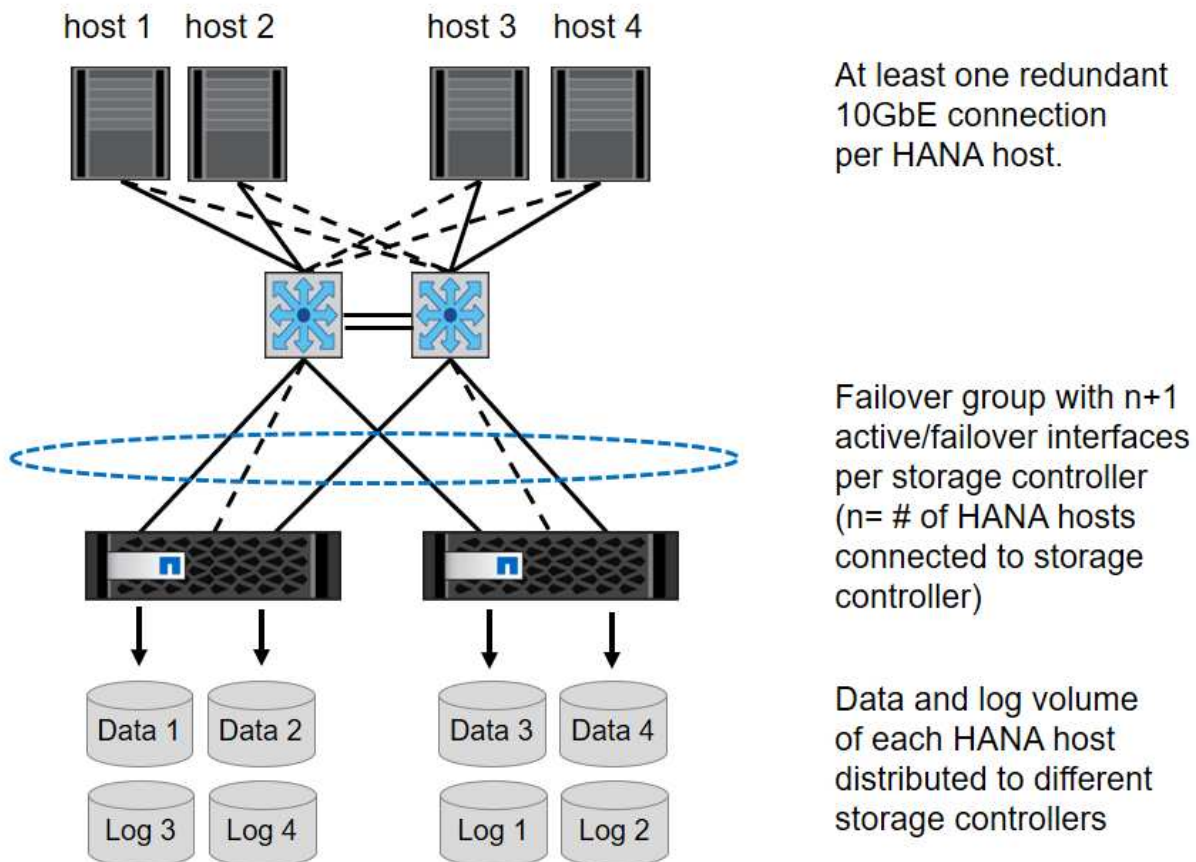 host 1 host 2 host 3 host 4
At least one redundant
10GbE connection
per HANA host.
Failover group with n+1
active/failover interfaces
per storage controller
(n= # of HANA hosts
connected to storage
controller)
Data 1 Data 2 Data 3 Data 4
Log 3 Log 4 Log 1 Log 2
Data and log volume
of each HANA host
distributed to different
storage controllers